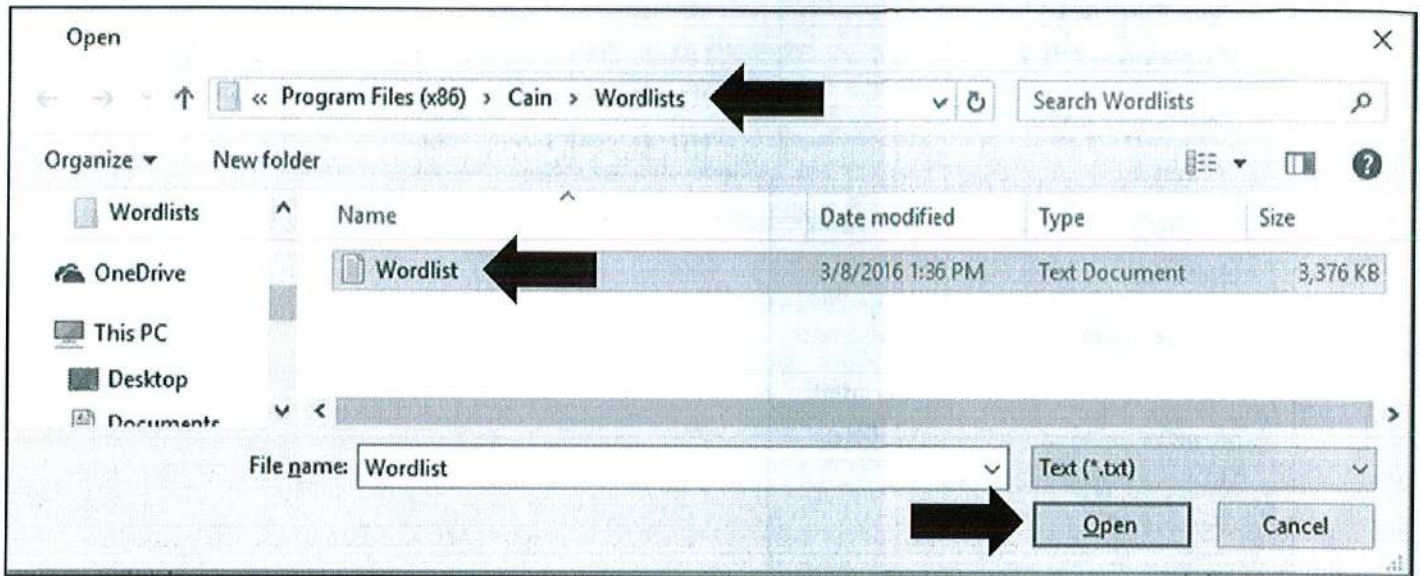 Open
« Program Files (x86) › Cain › Wordlists
Search Wordlists
Organize
New folder
Wordlists
Name
Date modified
Type
Size
OneDrive
Wordlist
3/8/2016 1:36 PM
Text Document
3,376 KB
This PC
Desktop
Documents
File name: Wordlist
Text (*.txt)
Open
Cancel